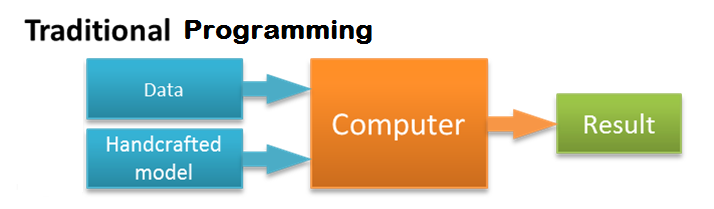 Traditional Programming
Data
Handcrafted
model
Computer
Result